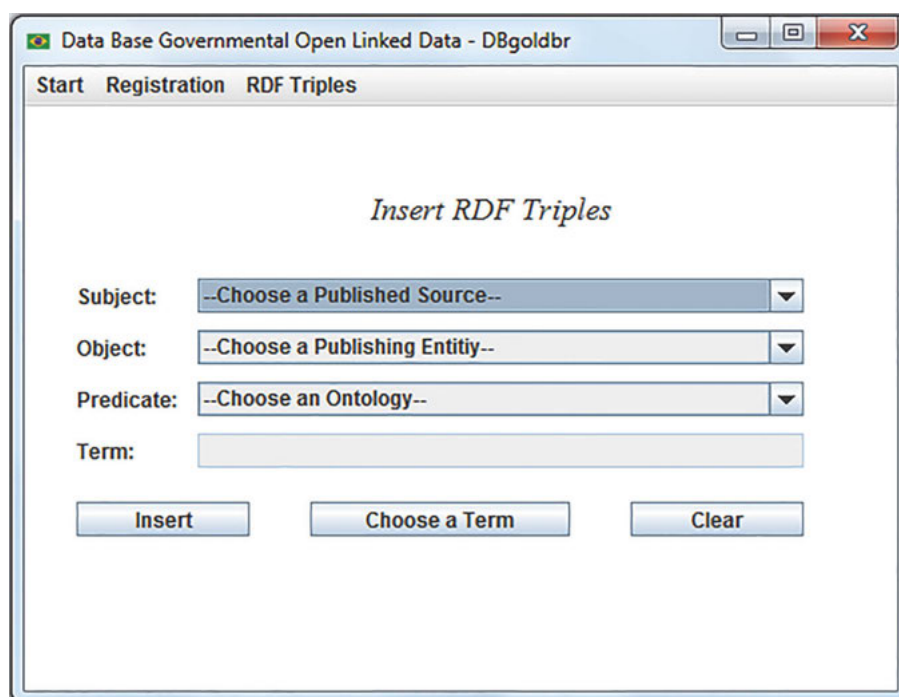 Data Base Governmental Open Linked Data - DBgoldbr
Start Registration RDF Triples
Insert RDF Triples
Subject: --Choose a Published Source--
Object: --Choose a Publishing Entitiy--
Predicate: --Choose an Ontology--
Term:
Insert Choose a Term Clear